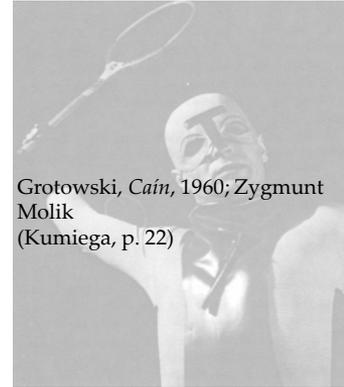 Grotowski, Caín, 1960; Zygmunt
Molik
(Kumiega, p. 22)